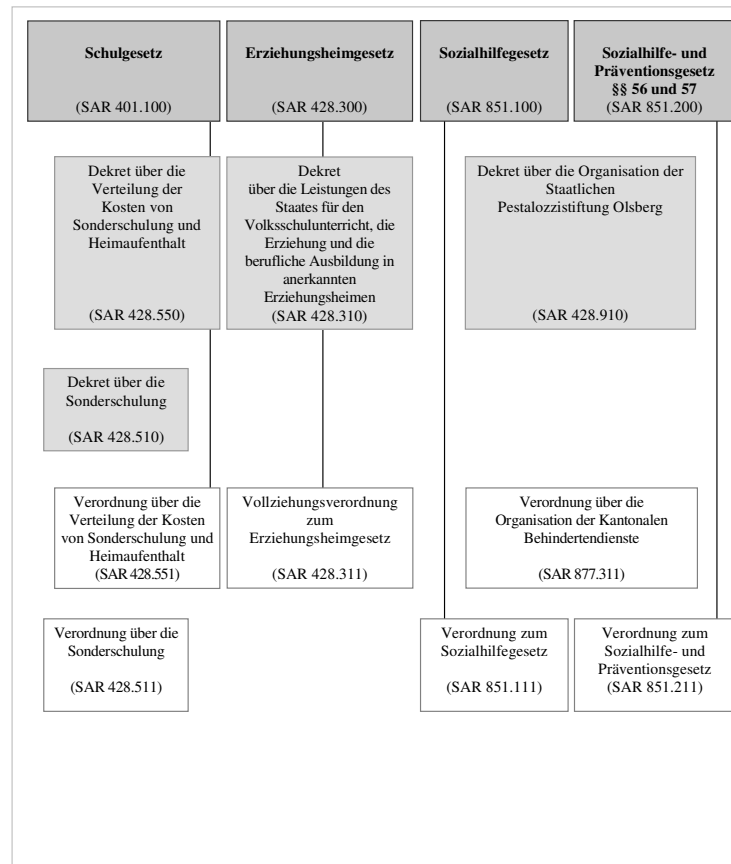 Schulgesetz
(SAR 401.100)
Erziehungsheimgesetz
(SAR 428.300)
Sozialhilfegesetz
(SAR 851.100)
Sozialhilfe- und
Präventionsgesetz
§§ 56 und 57
(SAR 851.200)
Dekret über die
Verteilung der
Kosten von
Sonderschulung und
Heimaufenthalt
(SAR 428.550)
Dekret
über die Leistungen des
Staates für den
Volksschulunterricht, die
Erziehung und die
berufliche Ausbildung in
anerkannten
Erziehungsheimen
(SAR 428.310)
Dekret über die Organisation der
Staatlichen
Pestalozzistiftung Olsberg
(SAR 428.910)
Dekret über die
Sonderschulung
(SAR 428.510)
Verordnung über die
Verteilung der Kosten
von Sonderschulung und
Heimaufenthalt
(SAR 428.551)
Vollziehungsverordnung
zum
Erziehungsheimgesetz
(SAR 428.311)
Verordnung über die
Organisation der Kantonalen
Behindertendienste
(SAR 877.311)
Verordnung über die
Sonderschulung
(SAR 428.511)
Verordnung zum
Sozialhilfegesetz
(SAR 851.111)
Verordnung zum
Sozialhilfe- und
Präventionsgesetz
(SAR 851.211)